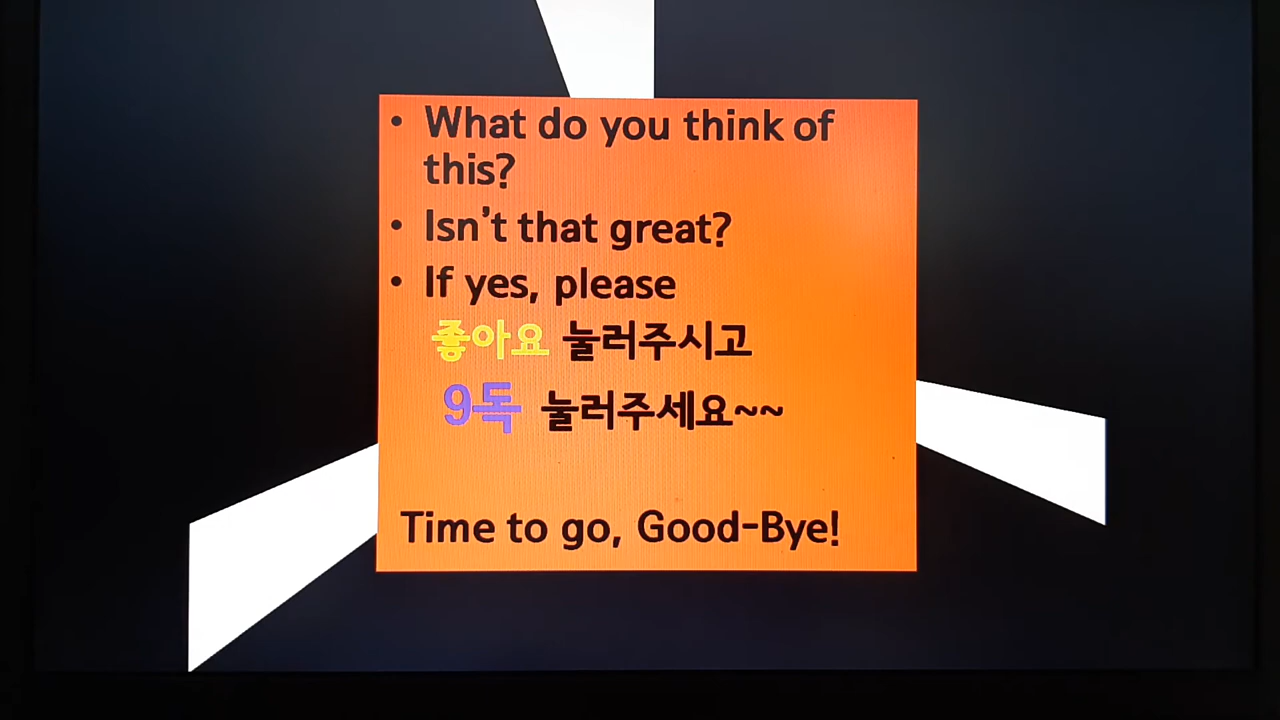 • What do you think of
this?
• Isn't that great?
• If yes, please
좋아요 눌러주시고
9독 눌러주세요~~
Time to go, Good-Bye!